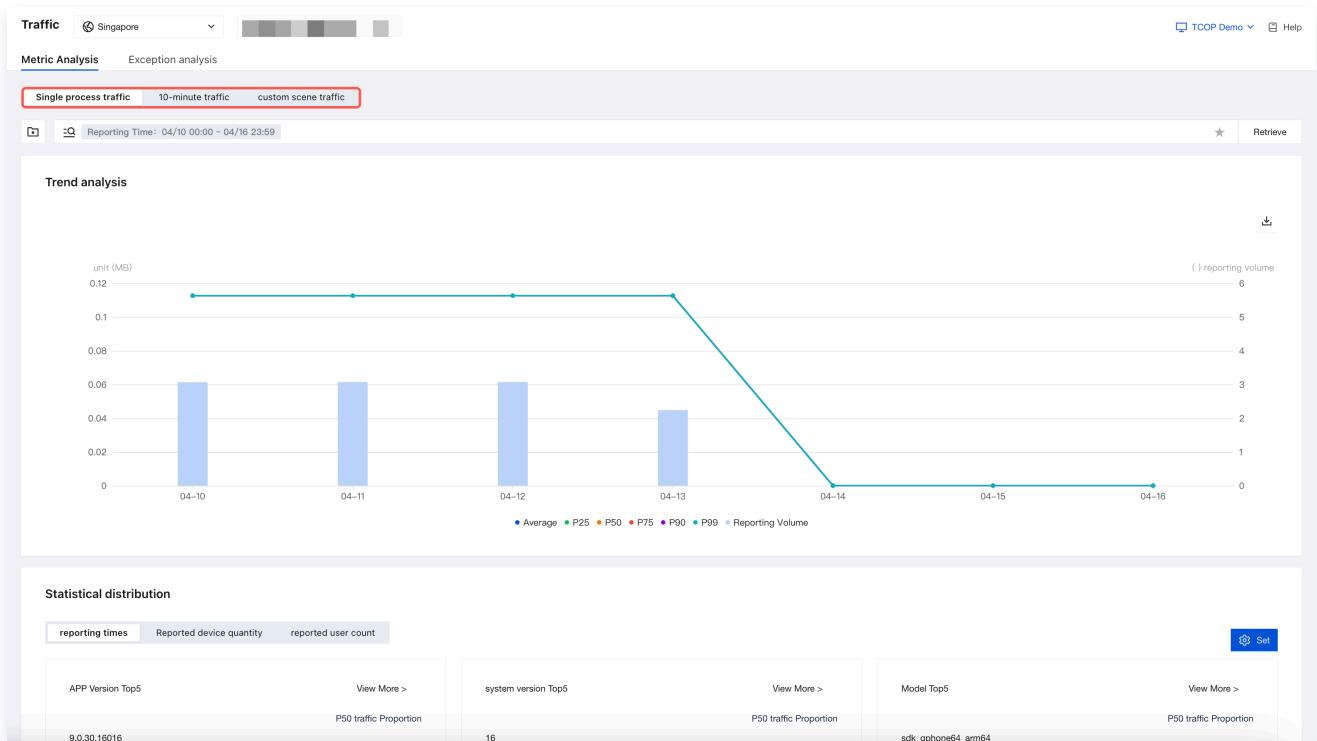 Traffic
Singapore
TCOP Demo
Help
Metric Analysis
Exception analysis
Single process traffic
10-minute traffic
custom scene traffic
Reporting Time: 04/10 00:00 ~ 04/16 23:59
Retrieve
Trend analysis
unit (MB)
( ) reporting volume
0.12
6
0.1
5
0.08
4
0.06
3
0.04
2
0.02
1
0
0
04-10
04-11
04-12
04-13
04-14
04-15
04-16
Average
P25
P50
P75
P90
P99
Reporting Volume
Statistical distribution
reporting times
Reported device quantity
reported user count
Set
APP Version Top5
View More >
system version Top5
View More >
Model Top5
View More >
P50 traffic Proportion
P50 traffic Proportion
P50 traffic Proportion
9.0.30.16016
16
sdk_gphone64_arm64